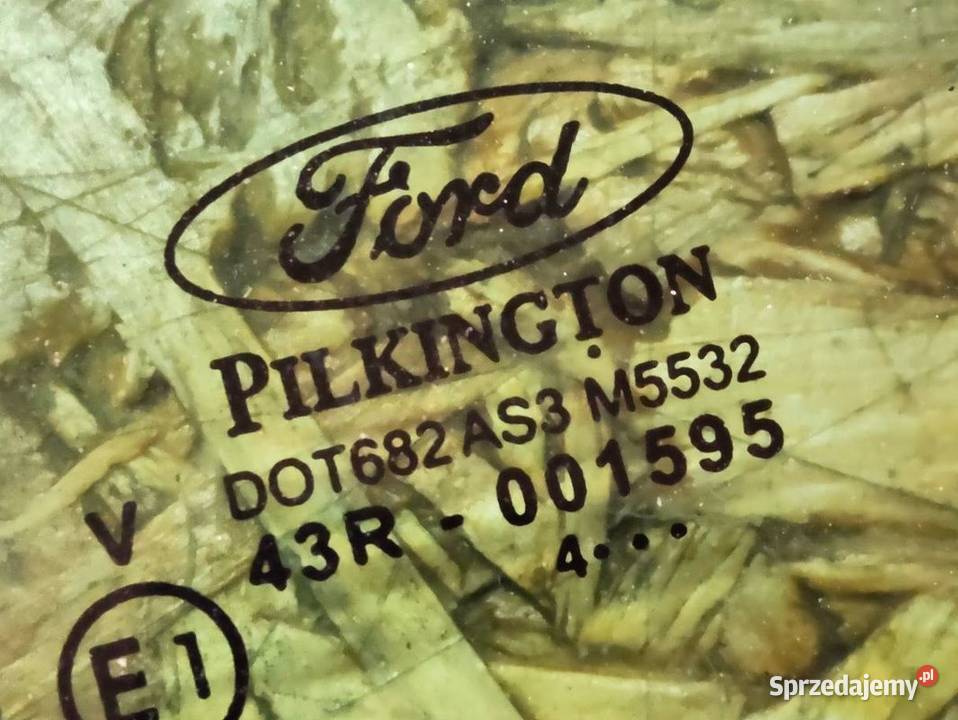 Ford
PILKINGTON
DOT682 AS3 M5532
V 43R - 001595
4...
E1
Sprzedajemy.pl